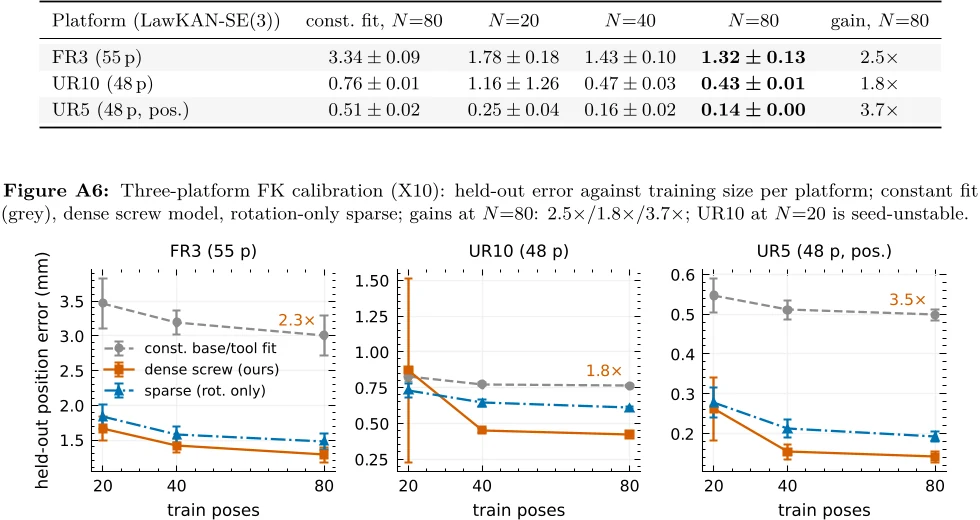 Platform (LawKAN-SE(3)) const. fit, N=80 N=20 N=40 N=80 gain, N=80
FR3 (55 p) 3.34 ± 0.09 1.78 ± 0.18 1.43 ± 0.10 1.32 ± 0.13 2.5×
UR10 (48 p) 0.76 ± 0.01 1.16 ± 1.26 0.47 ± 0.03 0.43 ± 0.01 1.8×
UR5 (48 p, pos.) 0.51 ± 0.02 0.25 ± 0.04 0.16 ± 0.02 0.14 ± 0.00 3.7×
Figure A6: Three-platform FK calibration (X10): held-out error against training size per platform; constant fit
(grey), dense screw model, rotation-only sparse; gains at N=80: 2.5×/1.8×/3.7×; UR10 at N=20 is seed-unstable.
held-out position error (mm)
FR3 (55 p)
3.5
3.0
2.5
2.0
1.5
2.3×
const. base/tool fit
dense screw (ours)
sparse (rot. only)
20 40 80
train poses
UR10 (48 p)
1.50
1.25
1.00
0.75
0.50
0.25
1.8×
20 40 80
train poses
UR5 (48 p, pos.)
0.6
0.5
0.4
0.3
0.2
3.5×
20 40 80
train poses